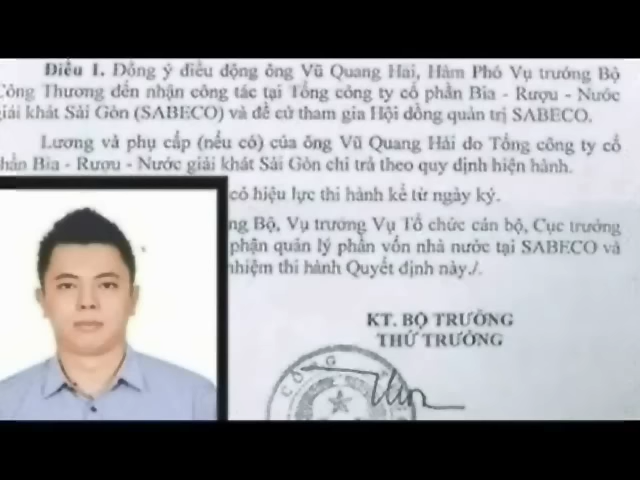 Điều 1. Đồng ý điều động ông Vũ Quang Hải, Hàm Phó Vụ trưởng Bộ
Công Thương đến nhận công tác tại Tổng công ty cổ phần Bia - Rượu - Nước
giải khát Sài Gòn (SABECO) và đề cử tham gia Hội đồng quản trị SABECO.
Lương và phụ cấp (nếu có) của ông Vũ Quang Hải do Tổng công ty cổ
phần Bia - Rượu - Nước giải khát Sài Gòn chi trả theo quy định hiện hành.
có hiệu lực thi hành kể từ ngày ký.
ng Bộ, Vụ trưởng Vụ Tổ chức cán bộ, Cục trưởng
phận quản lý phần vốn nhà nước tại SABECO và
nhiệm thi hành Quyết định này./.
KT. BỘ TRƯỞNG
THỨ TRƯỞNG
CÔNG